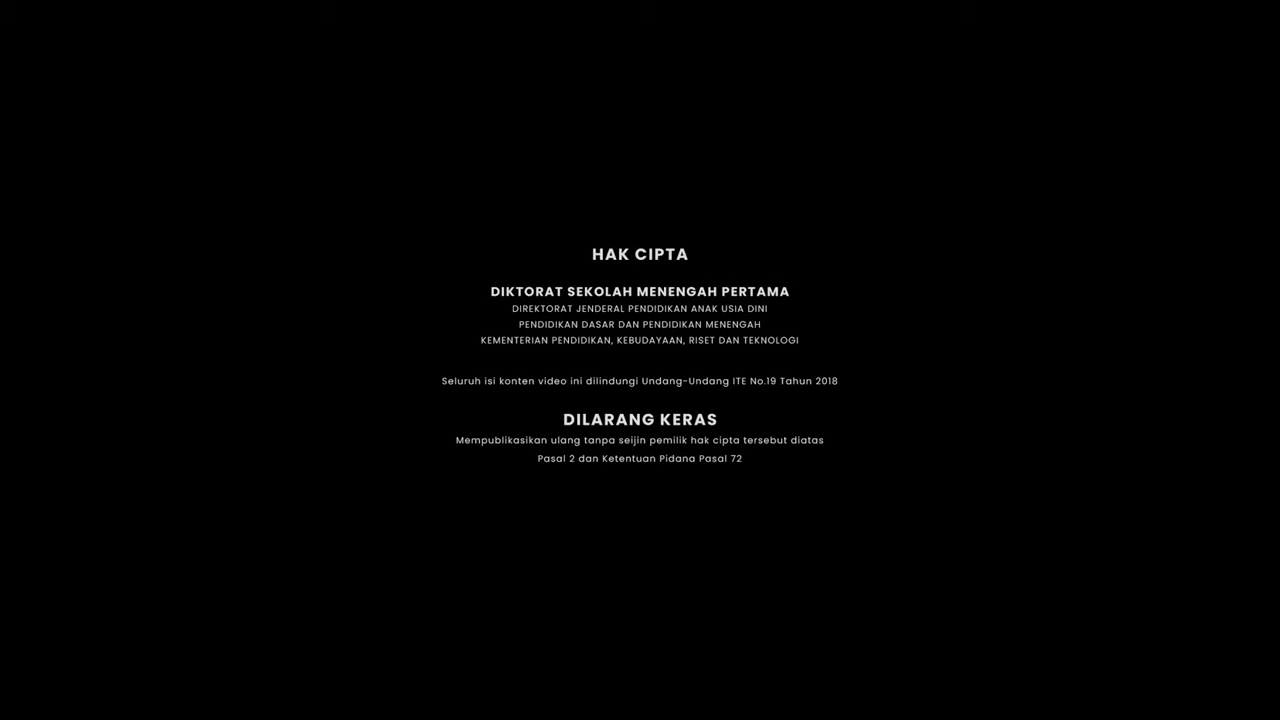 HAK CIPTA
DIKTORAT SEKOLAH MENENGAH PERTAMA
DIREKTORAT JENDERAL PENDIDIKAN ANAK USIA DINI
PENDIDIKAN DASAR DAN PENDIDIKAN MENENGAH
KEMENTERIAN PENDIDIKAN, KEBUDAYAAN, RISET DAN TEKNOLOGI
Seluruh isi konten video ini dilindungi Undang-Undang ITE No.19 Tahun 2018
DILARANG KERAS
Mempublikasikan ulang tanpa seijin pemilik hak cipta tersebut diatas
Pasal 2 dan Ketentuan Pidana Pasal 72